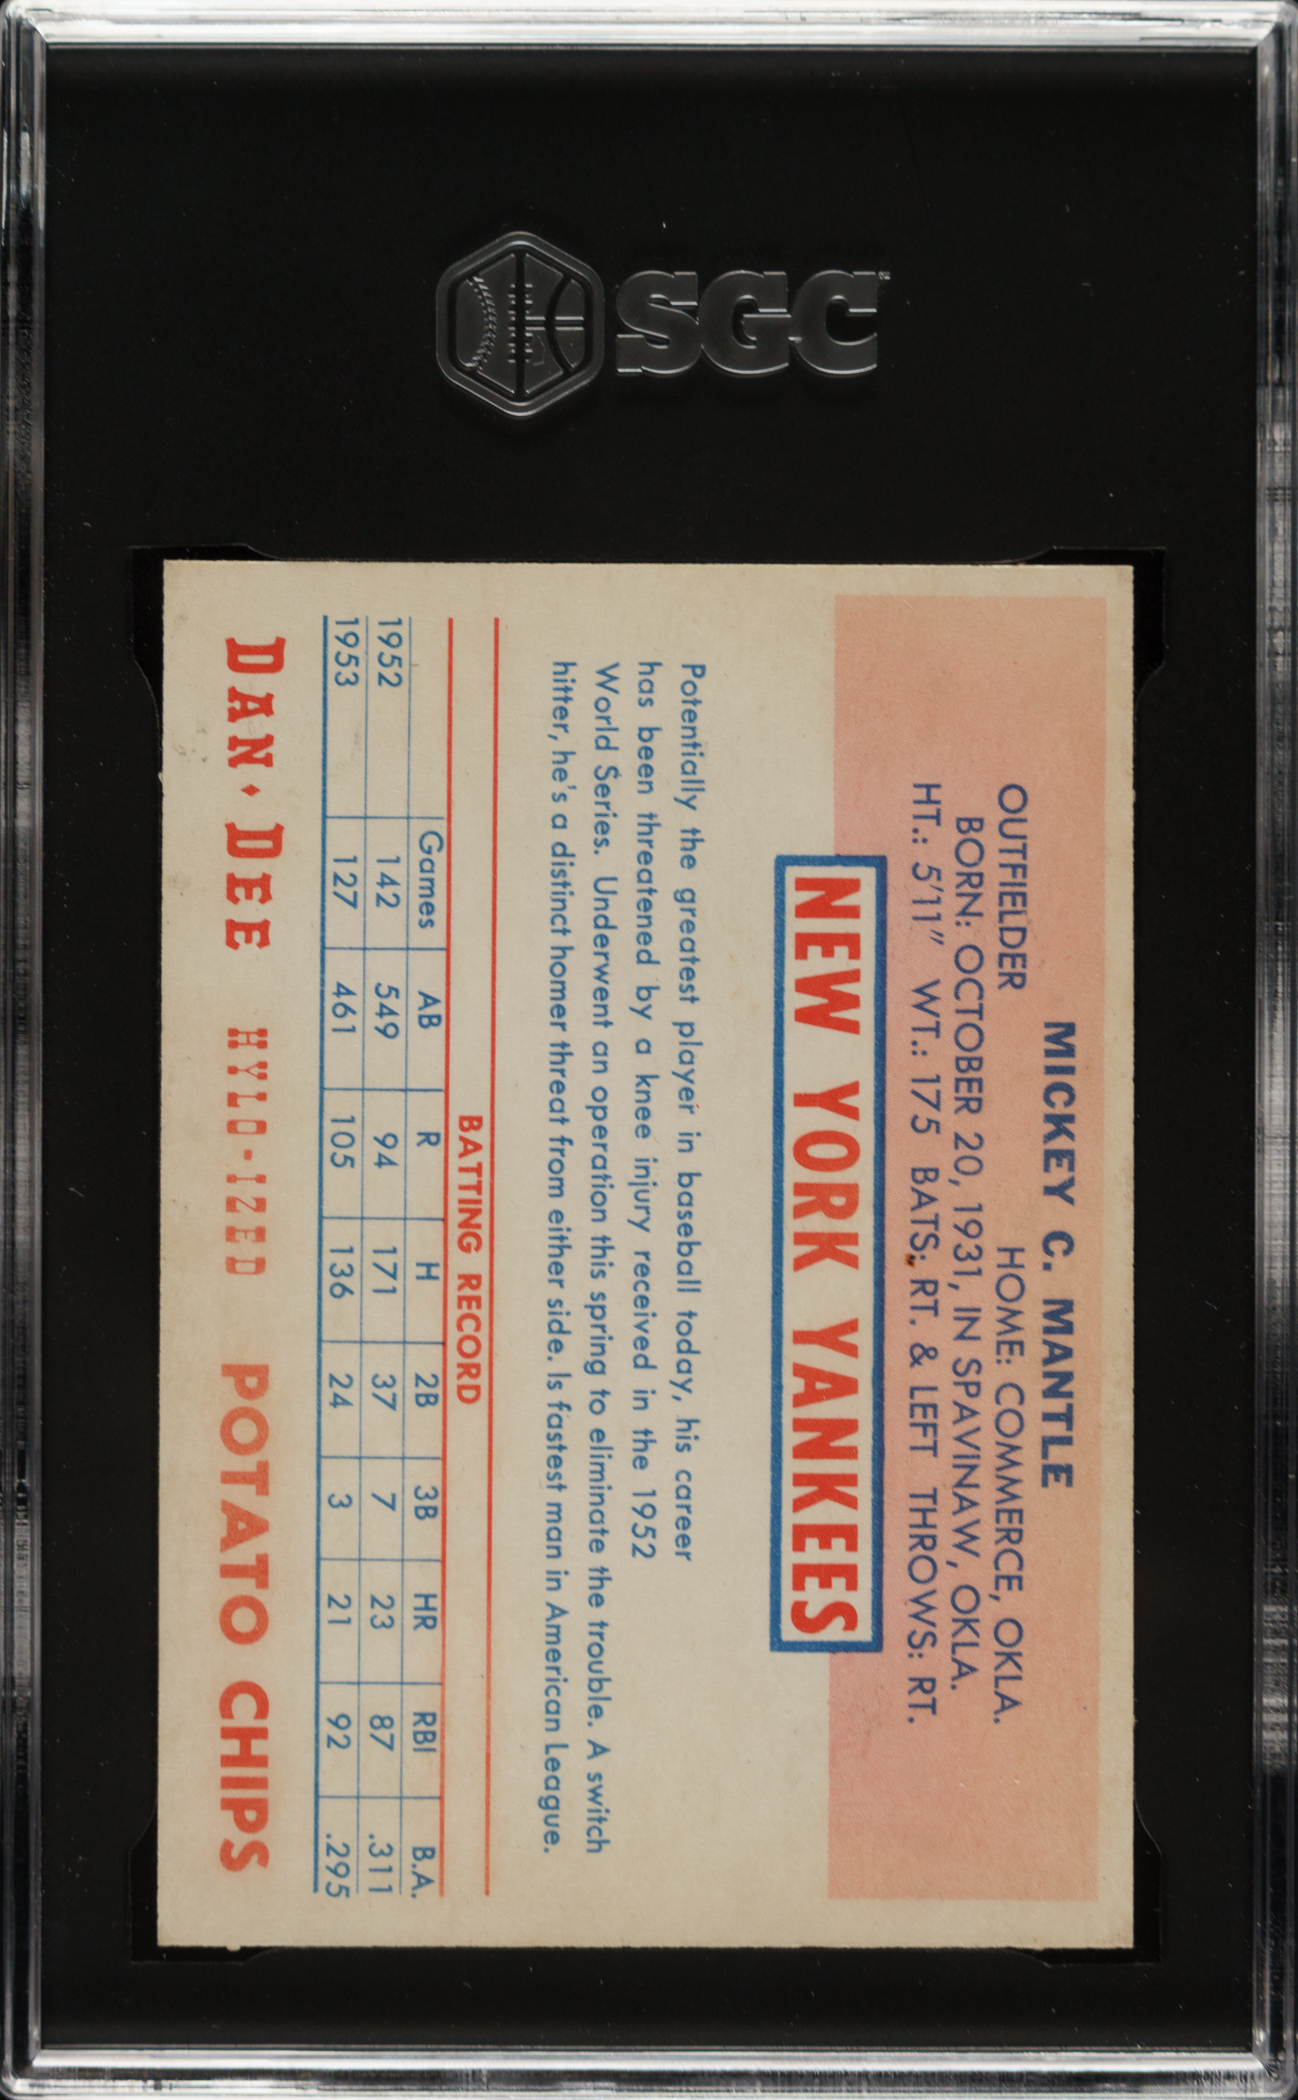 SGC
MICKEY C. MANTLE
OUTFIELDER HOME: COMMERCE, OKLA.
BORN: OCTOBER 20, 1931, IN SPAVINAW, OKLA.
HT.: 5'11" WT.: 175 BATS: RT. & LEFT THROWS: RT.
NEW YORK YANKEES
Potentially the greatest player in baseball today, his career
has been threatened by a knee injury received in the 1952
World Series. Underwent an operation this spring to eliminate the trouble. A switch
hitter, he's a distinct homer threat from either side. Is fastest man in American League.
BATTING RECORD
Games AB R H 2B 3B HR RBI B.A.
1952 142 549 94 171 37 7 23 87 .311
1953 127 461 105 136 24 3 21 92 .295
DAN • DEE HYLO-IZED POTATO CHIPS